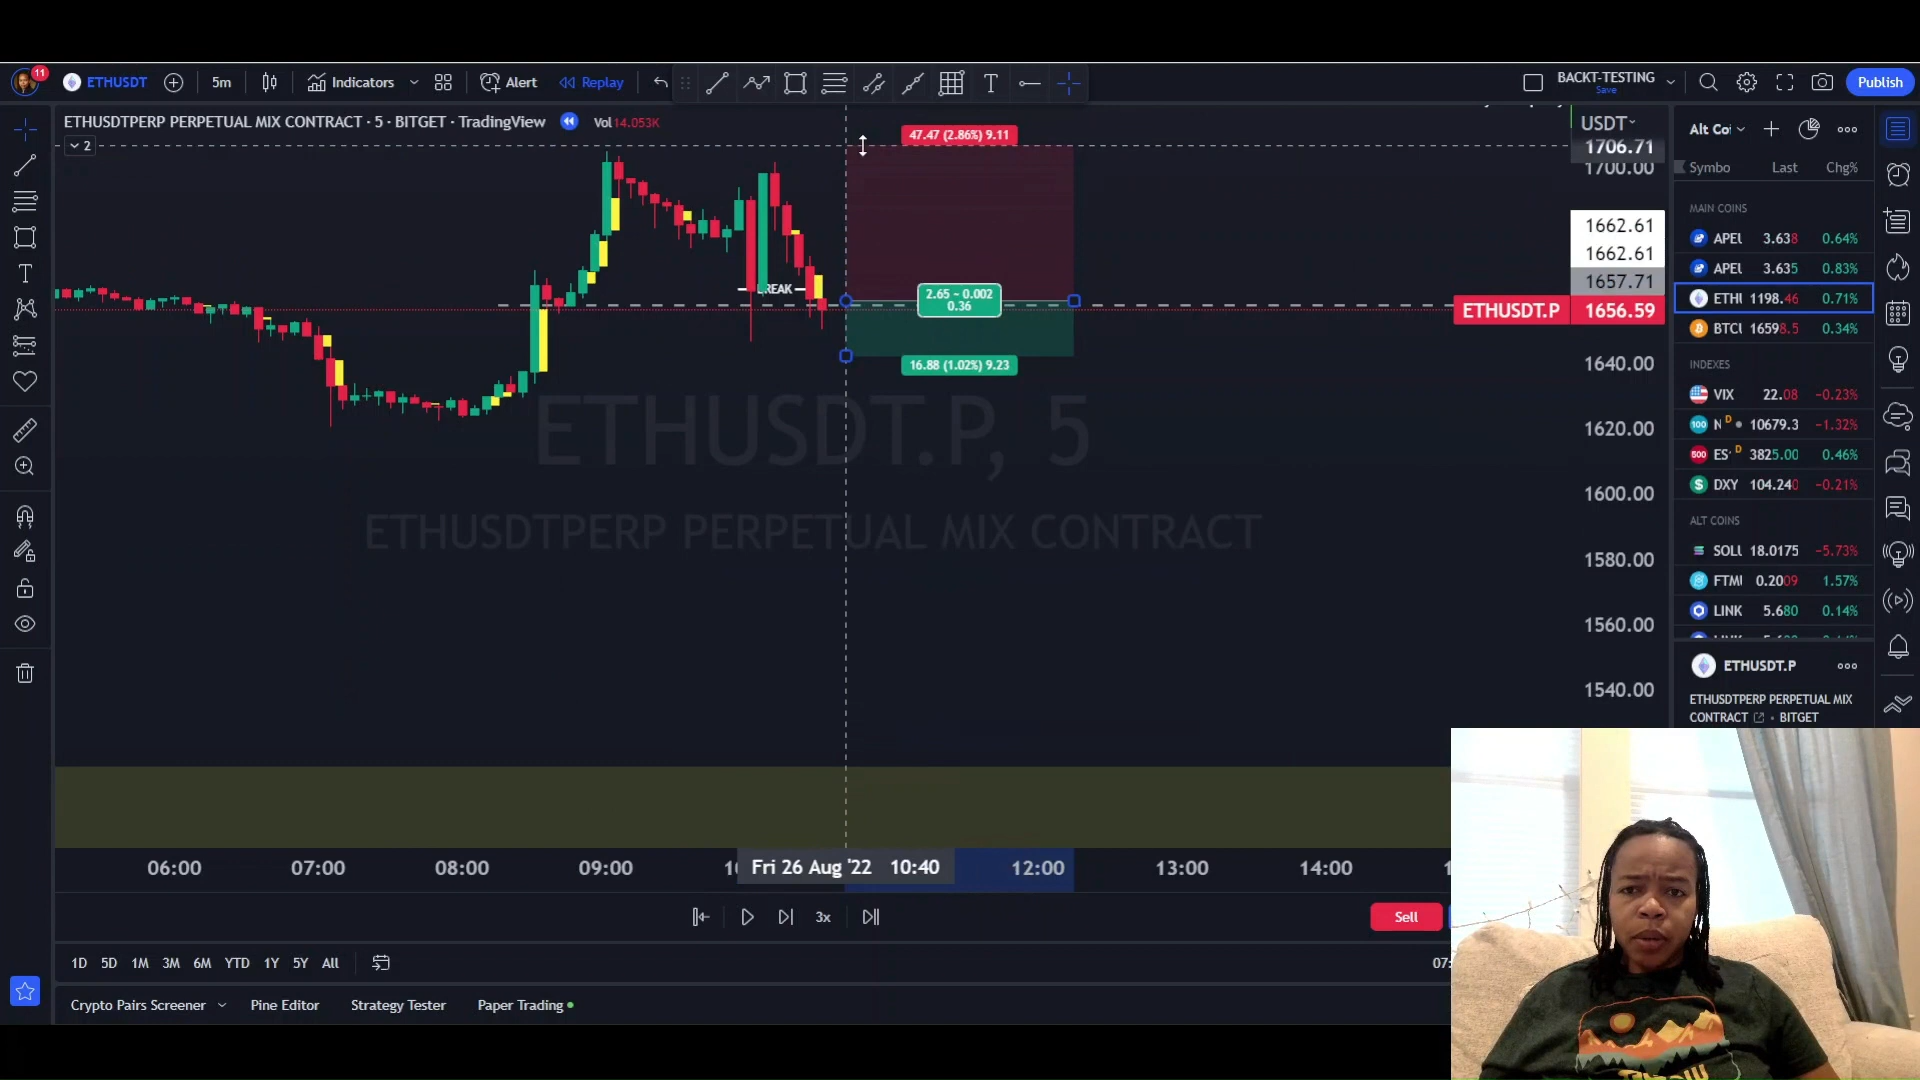 11
ETHUSDT
5m
Indicators
Alert
Replay
BACKT-TESTING
Save
Publish
ETHUSDTPERP PERPETUAL MIX CONTRACT · 5 · BITGET · TradingView
Vol 14.053K
2
47.47 (2.86%) 9.11
BREAK
2.65 ~ 0.002
0.36
16.88 (1.02%) 9.23
ETHUSDT.P, 5
ETHUSDTPERP PERPETUAL MIX CONTRACT
USDT
1706.71
1700.00
1662.61
1662.61
1657.71
ETHUSDT.P 1656.59
1640.00
1620.00
1600.00
1580.00
1560.00
1540.00
Symbo Last Chg%
MAIN COINS
3.638 0.64%
3.635 0.83%
1198.46 0.71%
16598.5 0.34%
INDEXES
VIX 22.08 −0.23%
100 N D 10679.3 −1.32%
500 ES D 3825.00 0.46%
DXY 104.240 −0.21%
ALT COINS
18.0175 −5.73%
0.2009 1.57%
LINK 5.680 0.14%
ETHUSDT.P
ETHUSDTPERP PERPETUAL MIX
CONTRACT • BITGET
06:00 07:00 08:00 09:00 Fri 26 Aug '22 10:40 12:00 13:00 14:00
3x
Sell
1D 5D 1M 3M 6M YTD 1Y 5Y All
07:
Crypto Pairs Screener Pine Editor Strategy Tester Paper Trading